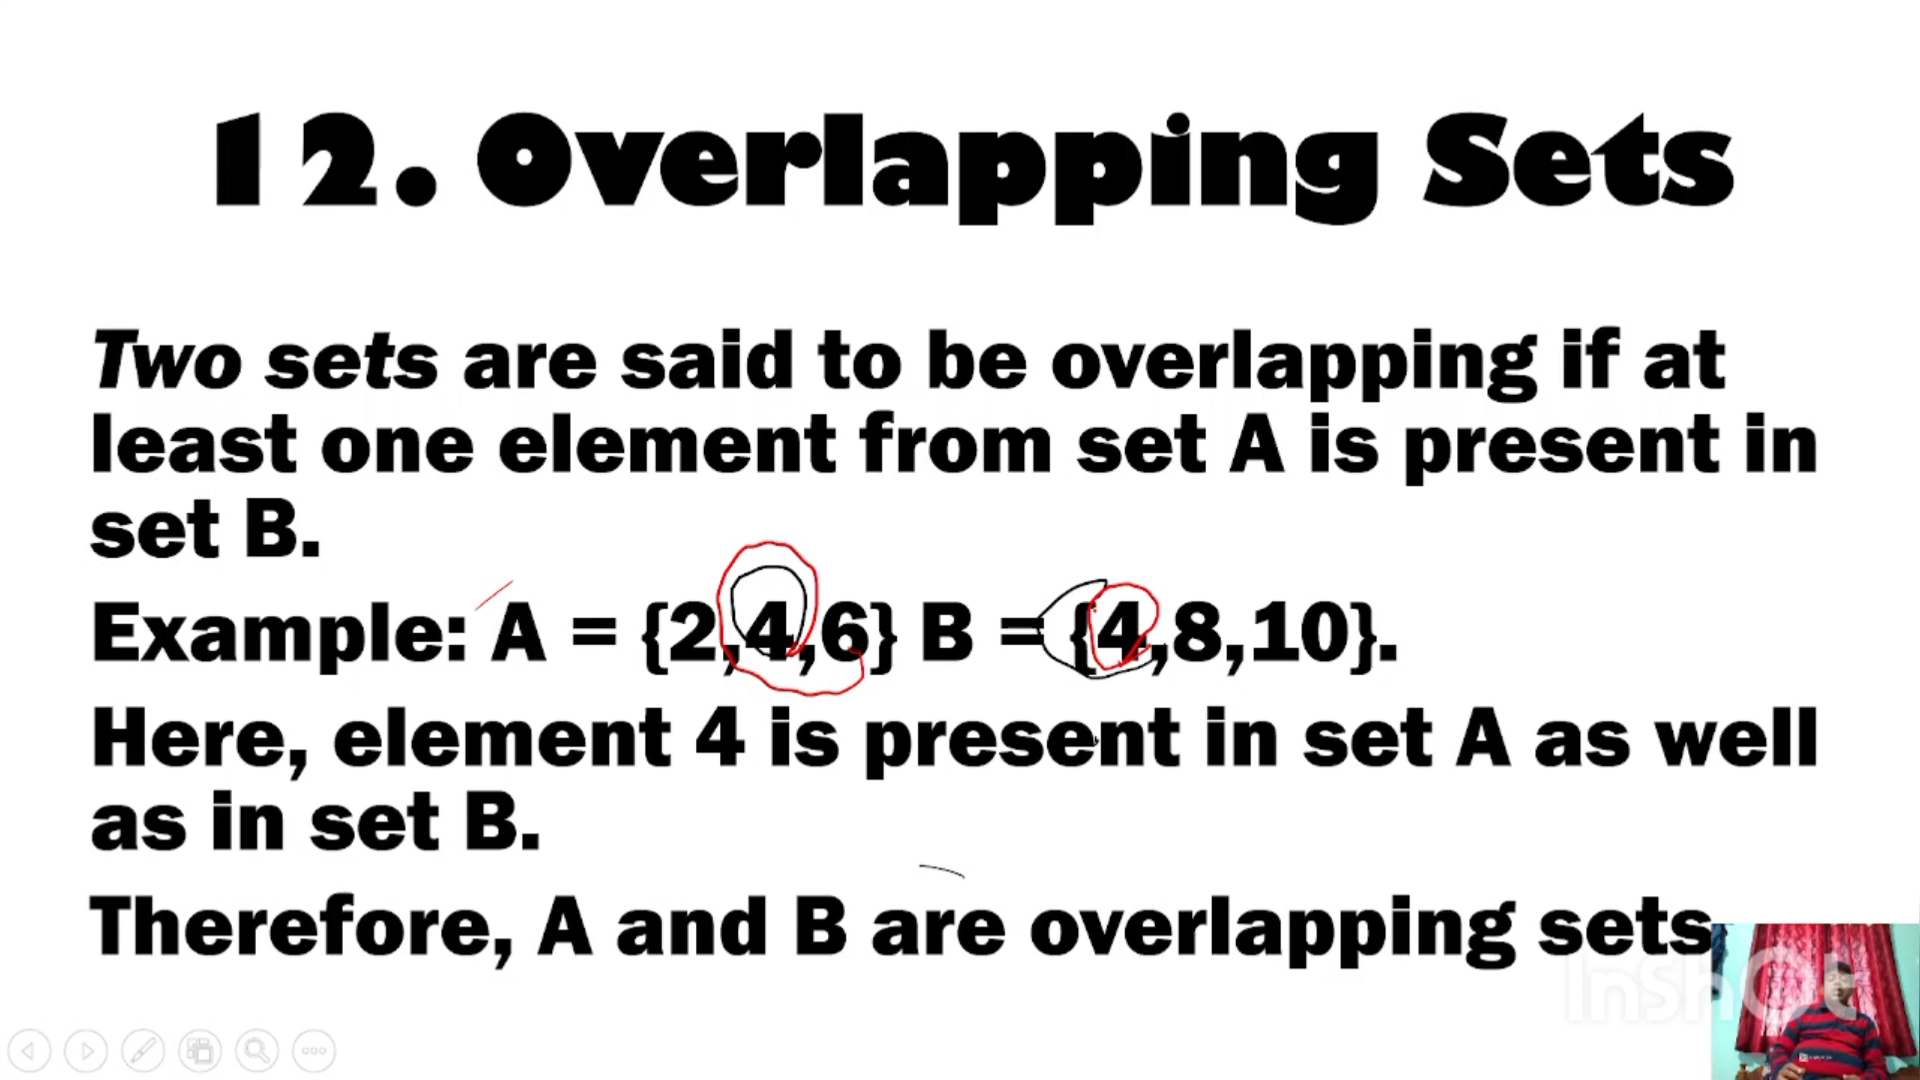 12. Overlapping Sets
Two sets are said to be overlapping if at
least one element from set A is present in
set B.
Example: A = {2,4,6} B = {4,8,10}.
Here, element 4 is present in set A as well
as in set B.
Therefore, A and B are overlapping sets
InShOt